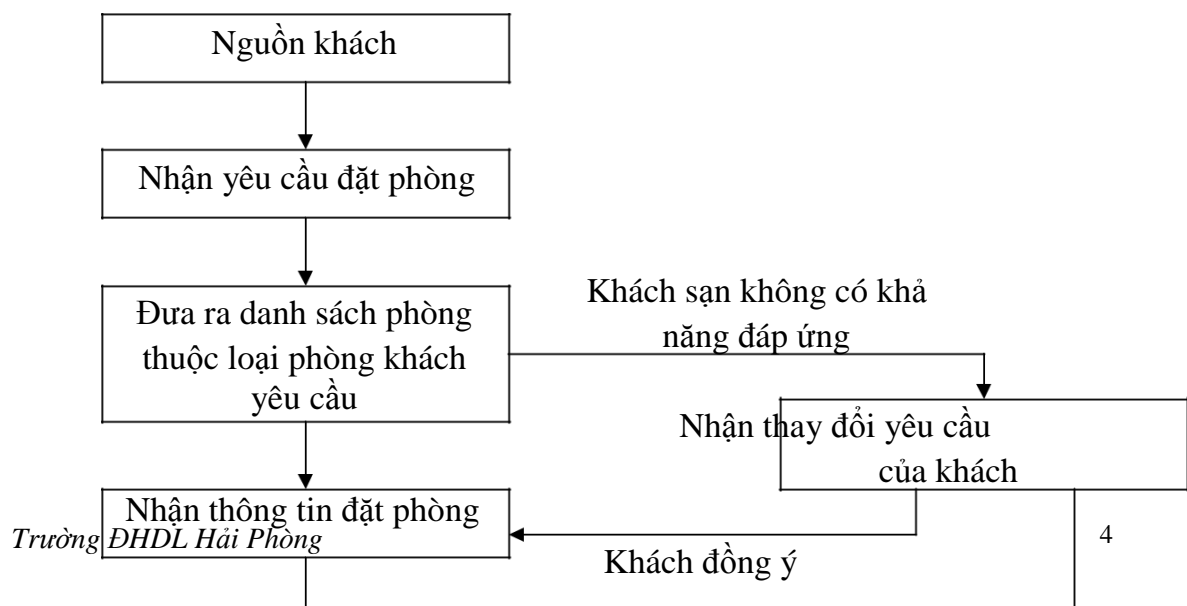 Nguồn khách
Nhận yêu cầu đặt phòng
Đưa ra danh sách phòng
thuộc loại phòng khách
yêu cầu
Khách sạn không có khả
năng đáp ứng
Nhận thay đổi yêu cầu
của khách
Nhận thông tin đặt phòng
Trường ĐHDL Hải Phòng
4
Khách đồng ý